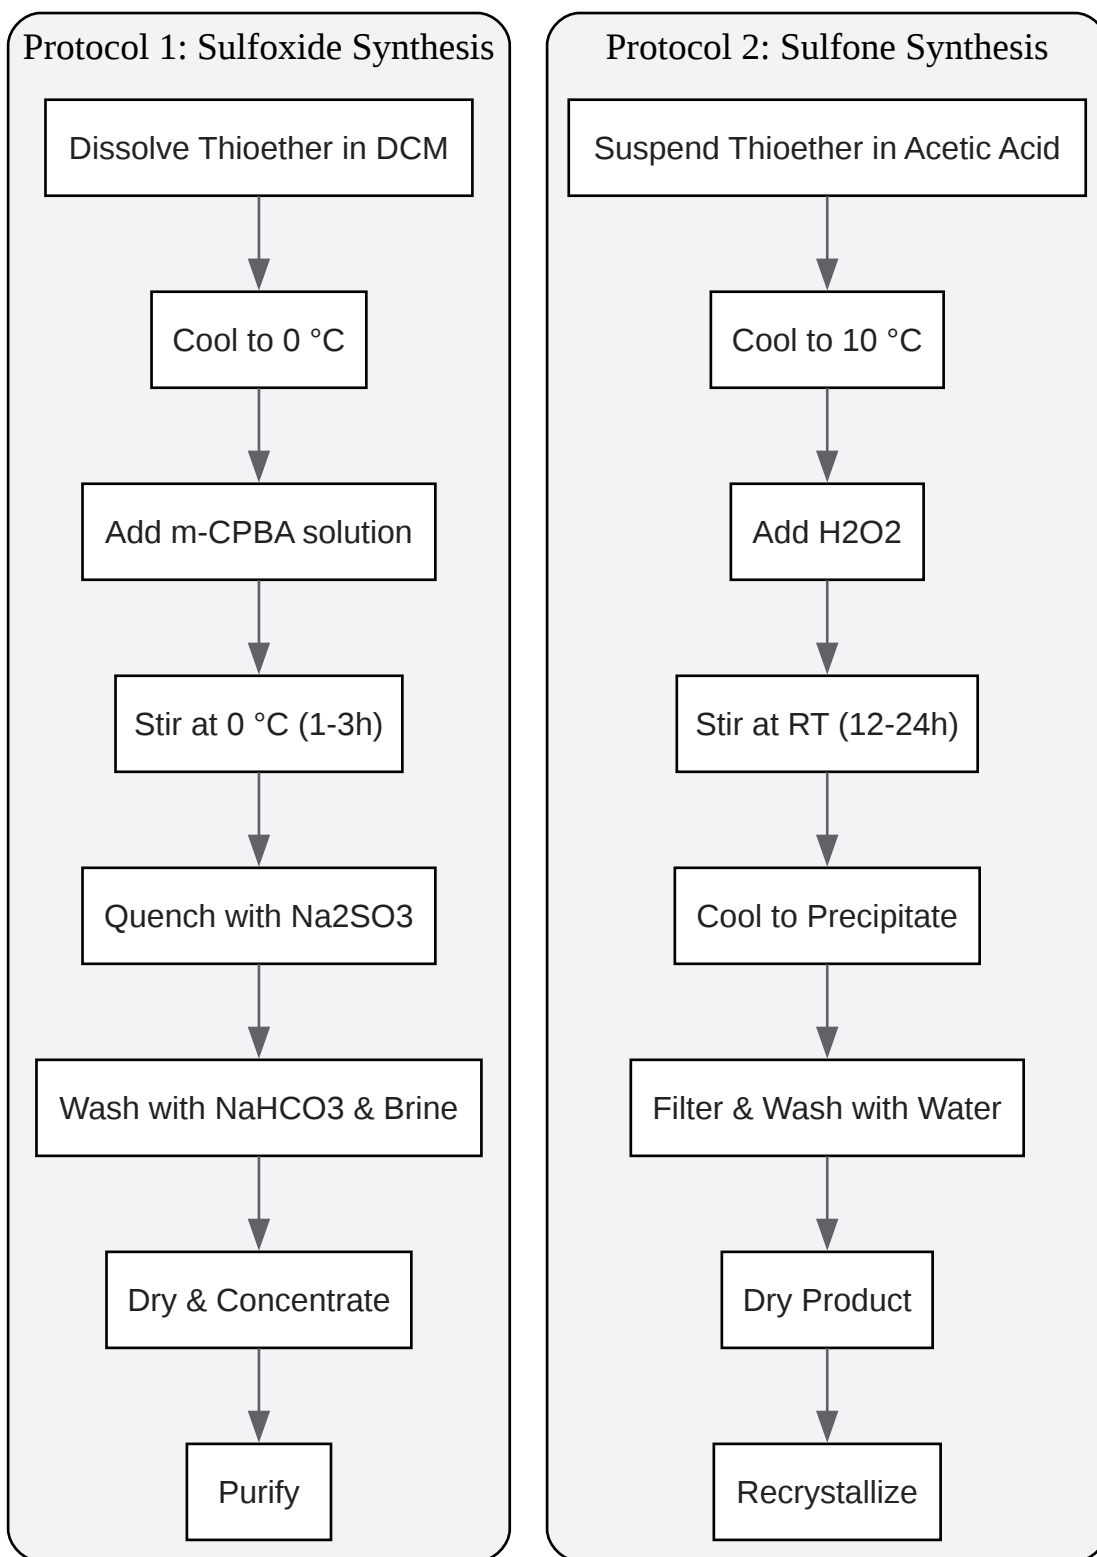 Protocol 1: Sulfoxide Synthesis
Dissolve Thioether in DCM
Cool to 0 °C
Add m-CPBA solution
Stir at 0 °C (1-3h)
Quench with Na2SO3
Wash with NaHCO3 & Brine
Dry & Concentrate
Purify
Protocol 2: Sulfone Synthesis
Suspend Thioether in Acetic Acid
Cool to 10 °C
Add H2O2
Stir at RT (12-24h)
Cool to Precipitate
Filter & Wash with Water
Dry Product
Recrystallize